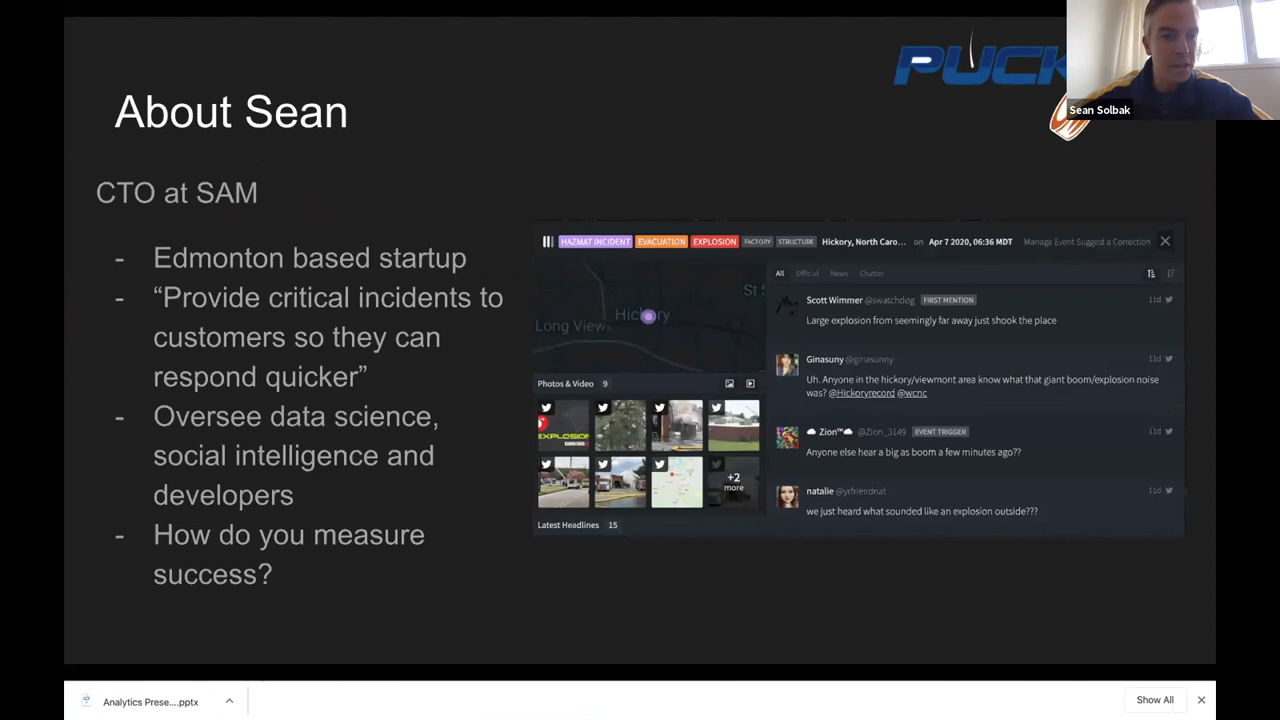 PUCK
Sean Solbak
About Sean
CTO at SAM
- Edmonton based startup
- “Provide critical incidents to
customers so they can
respond quicker”
- Oversee data science,
social intelligence and
developers
- How do you measure
success?
HAZMAT INCIDENT EVACUATION EXPLOSION FACTORY STRUCTURE Hickory, North Caro... on Apr 7 2020, 06:36 MDT Manage Event Suggest a Correction
All Official News Chatter
St
Hickory
Long View
Scott Wimmer @swatchdog FIRST MENTION 11d
Large explosion from seemingly far away just shook the place
Ginasuny @ginasunny 11d
Uh. Anyone in the hickory/viewmont area know what that giant boom/explosion noise
was? @Hickoryrecord @wcnc
Photos & Video 9
EXPLOSION
+2
more
Zion™ @Zion_3149 EVENT TRIGGER 11d
Anyone else hear a big as boom a few minutes ago??
natalie @yrfriendnat 11d
we just heard what sounded like an explosion outside???
Latest Headlines 15
Analytics Prese....pptx
Show All